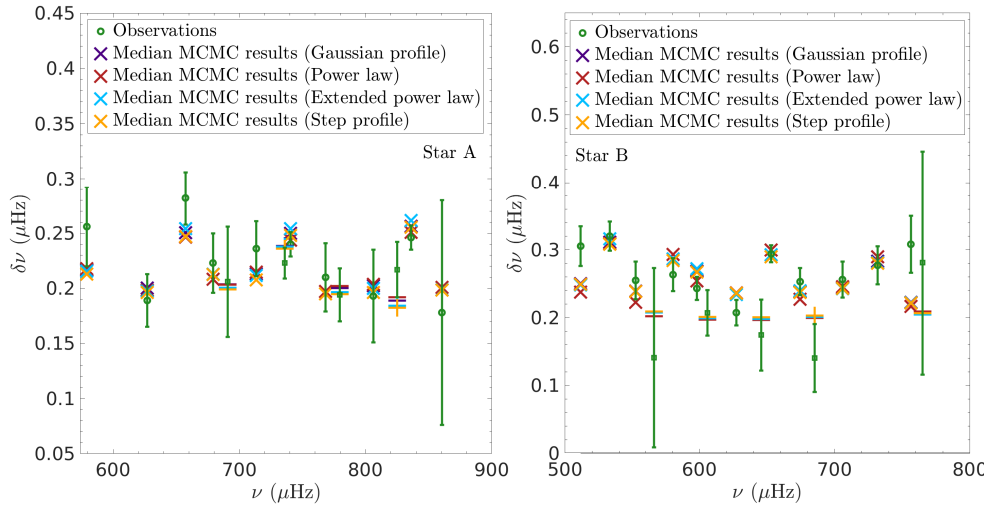 0.45
0.4
0.35
0.3
0.25
0.2
0.15
0.1
0.05
δν (μHz)
Observations
Median MCMC results (Gaussian profile)
Median MCMC results (Power law)
Median MCMC results (Extended power law)
Median MCMC results (Step profile)
Star A
600
700
800
900
ν (μHz)
0.6
0.5
0.4
0.3
0.2
0.1
0
δν (μHz)
Observations
Median MCMC results (Gaussian profile)
Median MCMC results (Power law)
Median MCMC results (Extended power law)
Median MCMC results (Step profile)
Star B
500
600
700
800
ν (μHz)